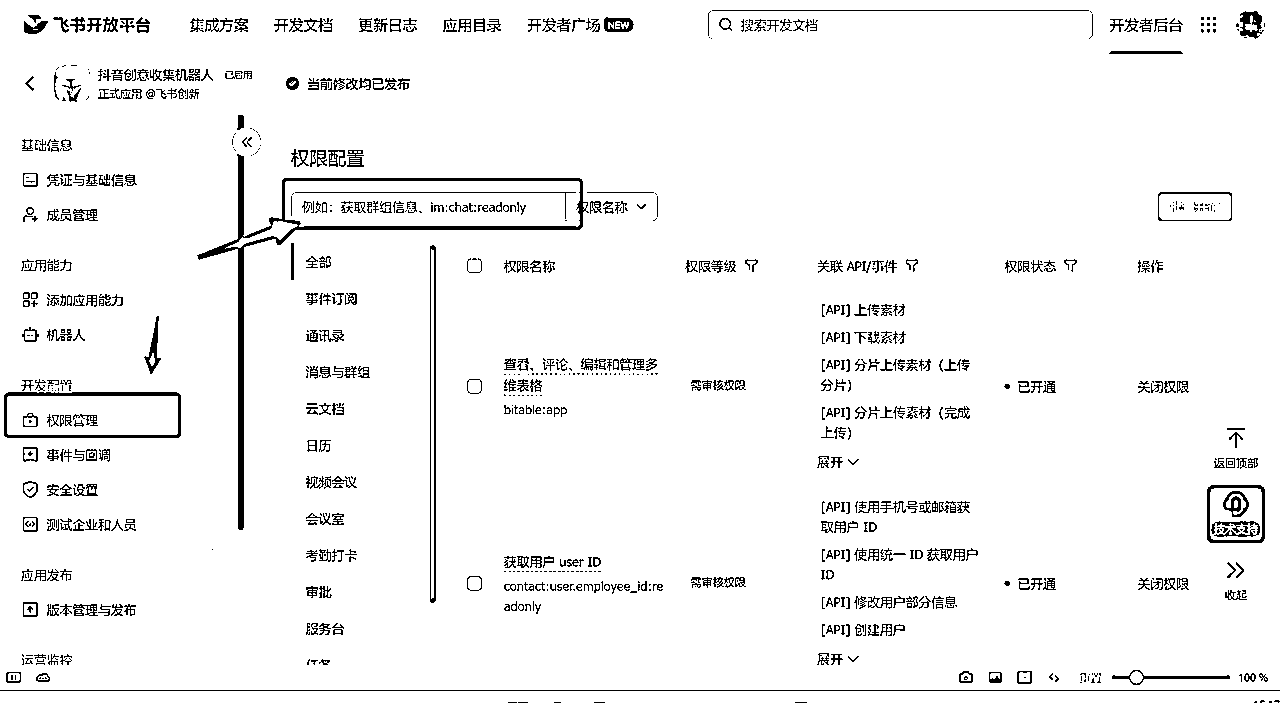 飞书开放平台
集成方案
开发文档
更新日志
应用目录
开发者广场 NEW
搜索开发文档
开发者后台
抖音创意收集机器人 已启用
正式应用 @飞书创新
当前修改均已发布
基础信息
凭证与基础信息
成员管理
应用能力
添加应用能力
机器人
开发配置
权限管理
事件与回调
安全设置
测试企业和人员
应用发布
版本管理与发布
运营监控
权限配置
例如：获取群组信息、im:chat:readonly
权限名称
全部
事件订阅
通讯录
消息与群组
云文档
日历
视频会议
会议室
考勤打卡
审批
服务台
任务
权限名称
权限等级
关联 API/事件
权限状态
操作
查看、评论、编辑和管理多
维表格
bitable:app
需审核权限
[API] 上传素材
[API] 下载素材
[API] 分片上传素材（上传
分片）
[API] 分片上传素材（完成
上传）
展开
已开通
关闭权限
获取用户 user ID
contact:user.employee_id:re
adonly
需审核权限
[API] 使用手机号或邮箱获
取用户 ID
[API] 使用统一 ID 获取用户
ID
[API] 修改用户部分信息
[API] 创建用户
展开
已开通
关闭权限
返回顶部
技术支持
收起
100 %